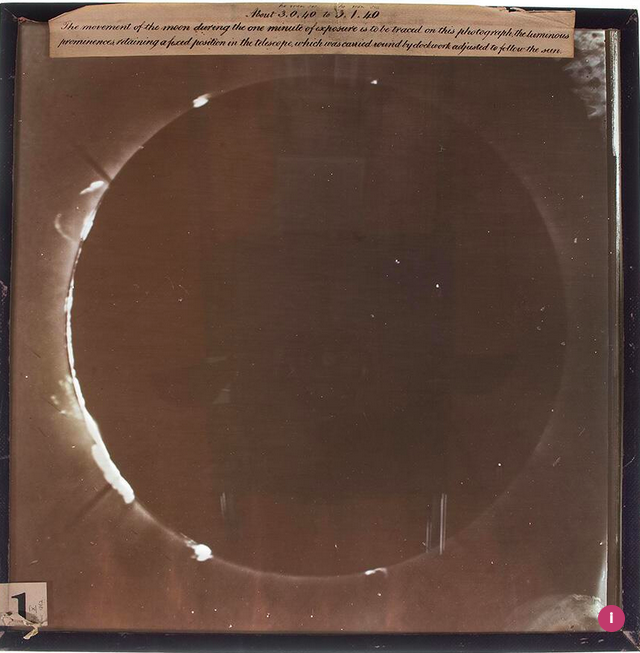 About 3.0.40 to 3.1.40
The movement of the moon during the one minute of exposure is to be traced on this photograph, the luminous
prominences retaining a fixed position in the telescope, which was carried round by clockwork adjusted to follow the sun.
1
i